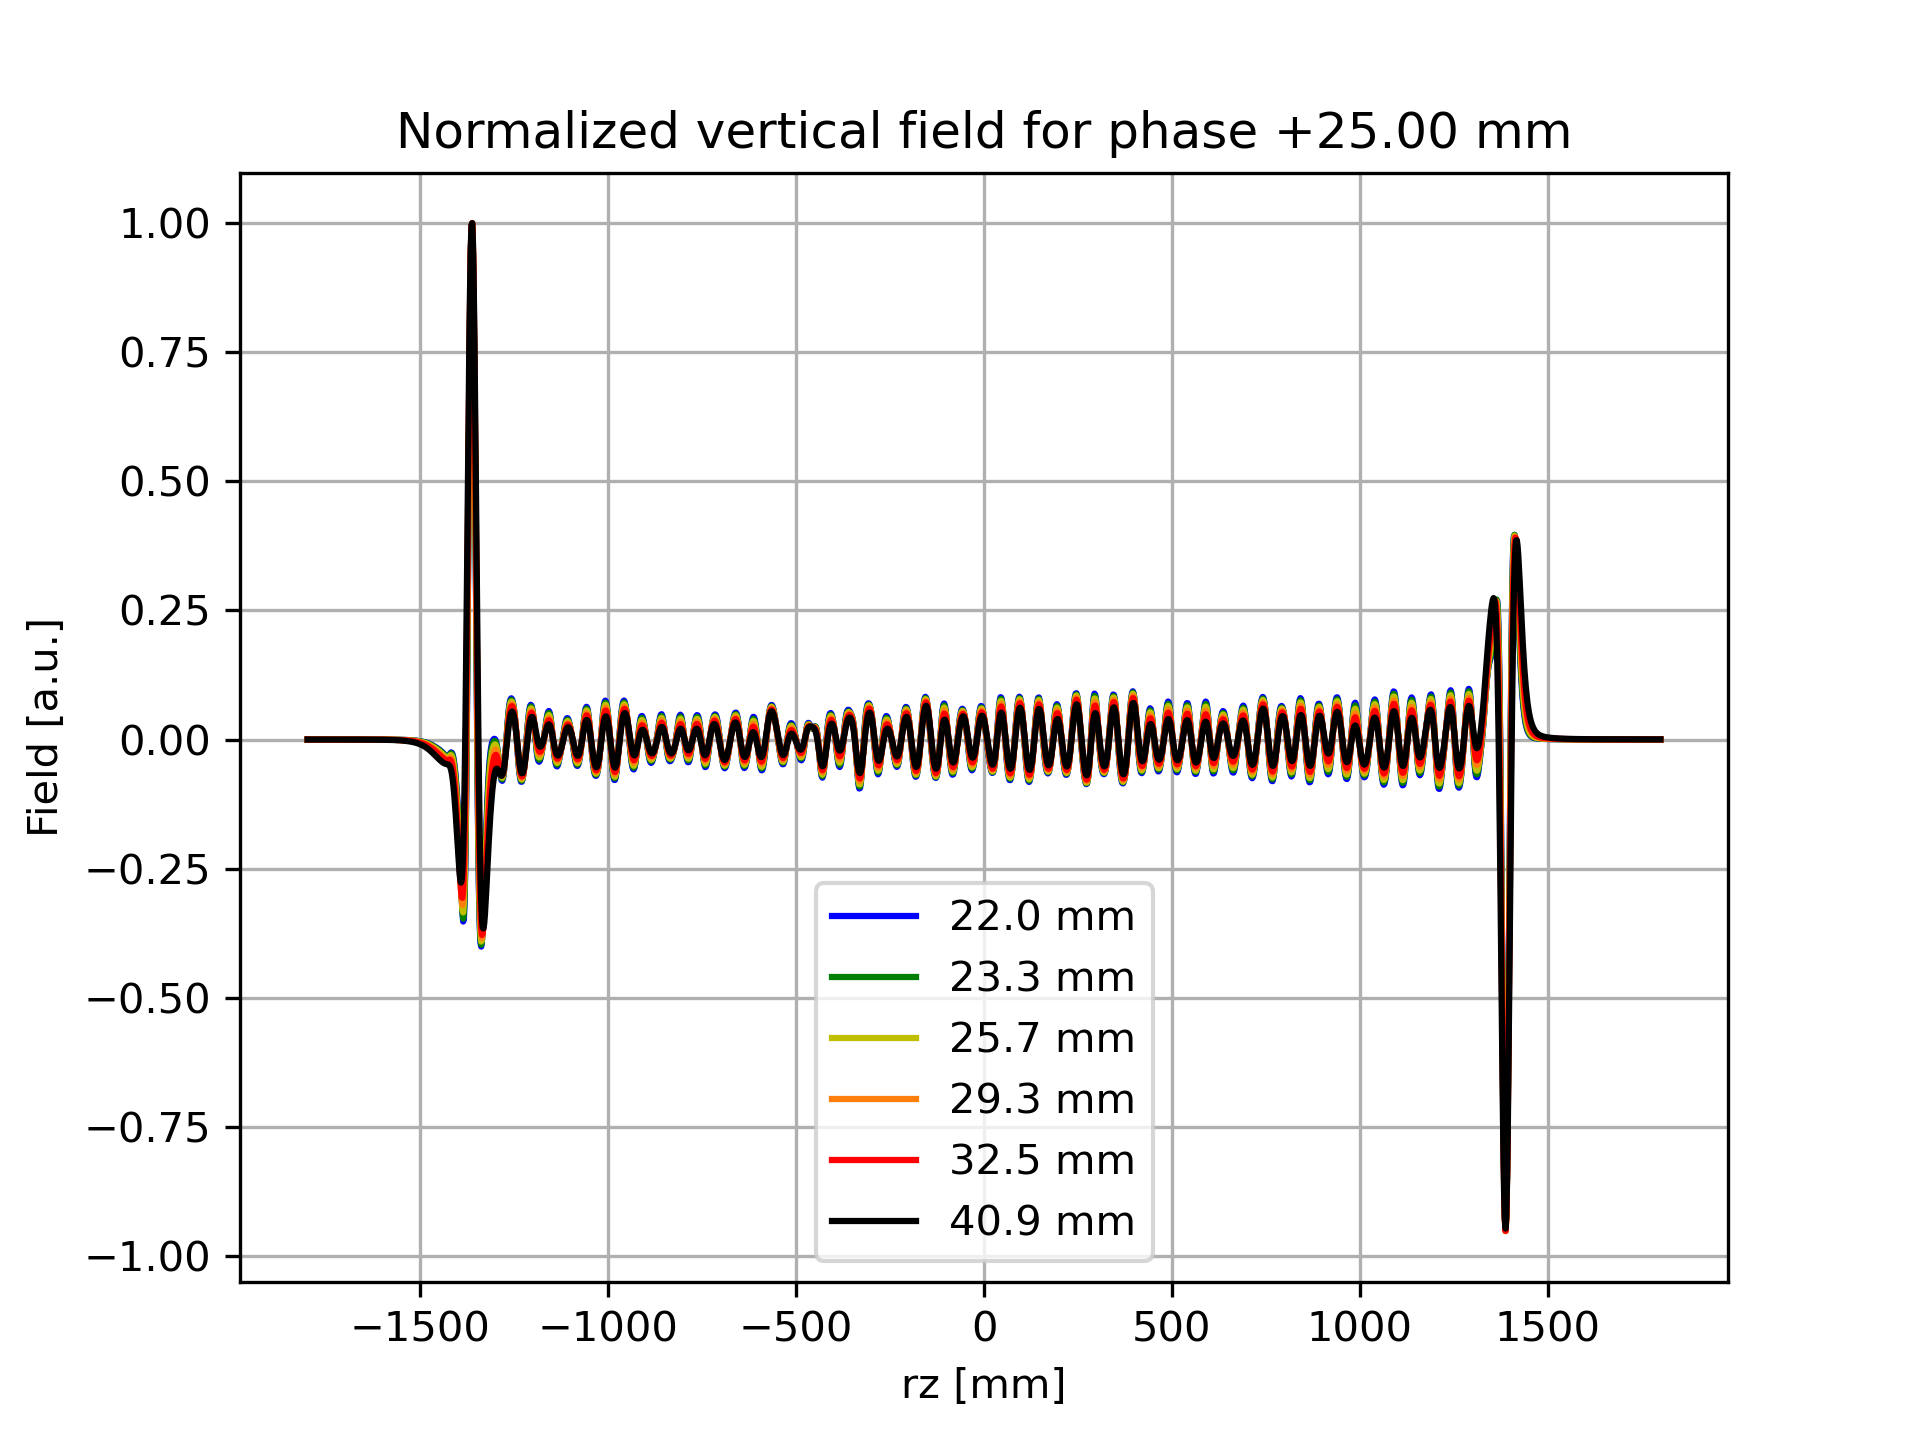 Normalized vertical field for phase +25.00 mm
1.00
0.75
0.50
0.25
0.00
−0.25
−0.50
−0.75
−1.00
Field [a.u.]
22.0 mm
23.3 mm
25.7 mm
29.3 mm
32.5 mm
40.9 mm
−1500 −1000 −500 0 500 1000 1500
rz [mm]